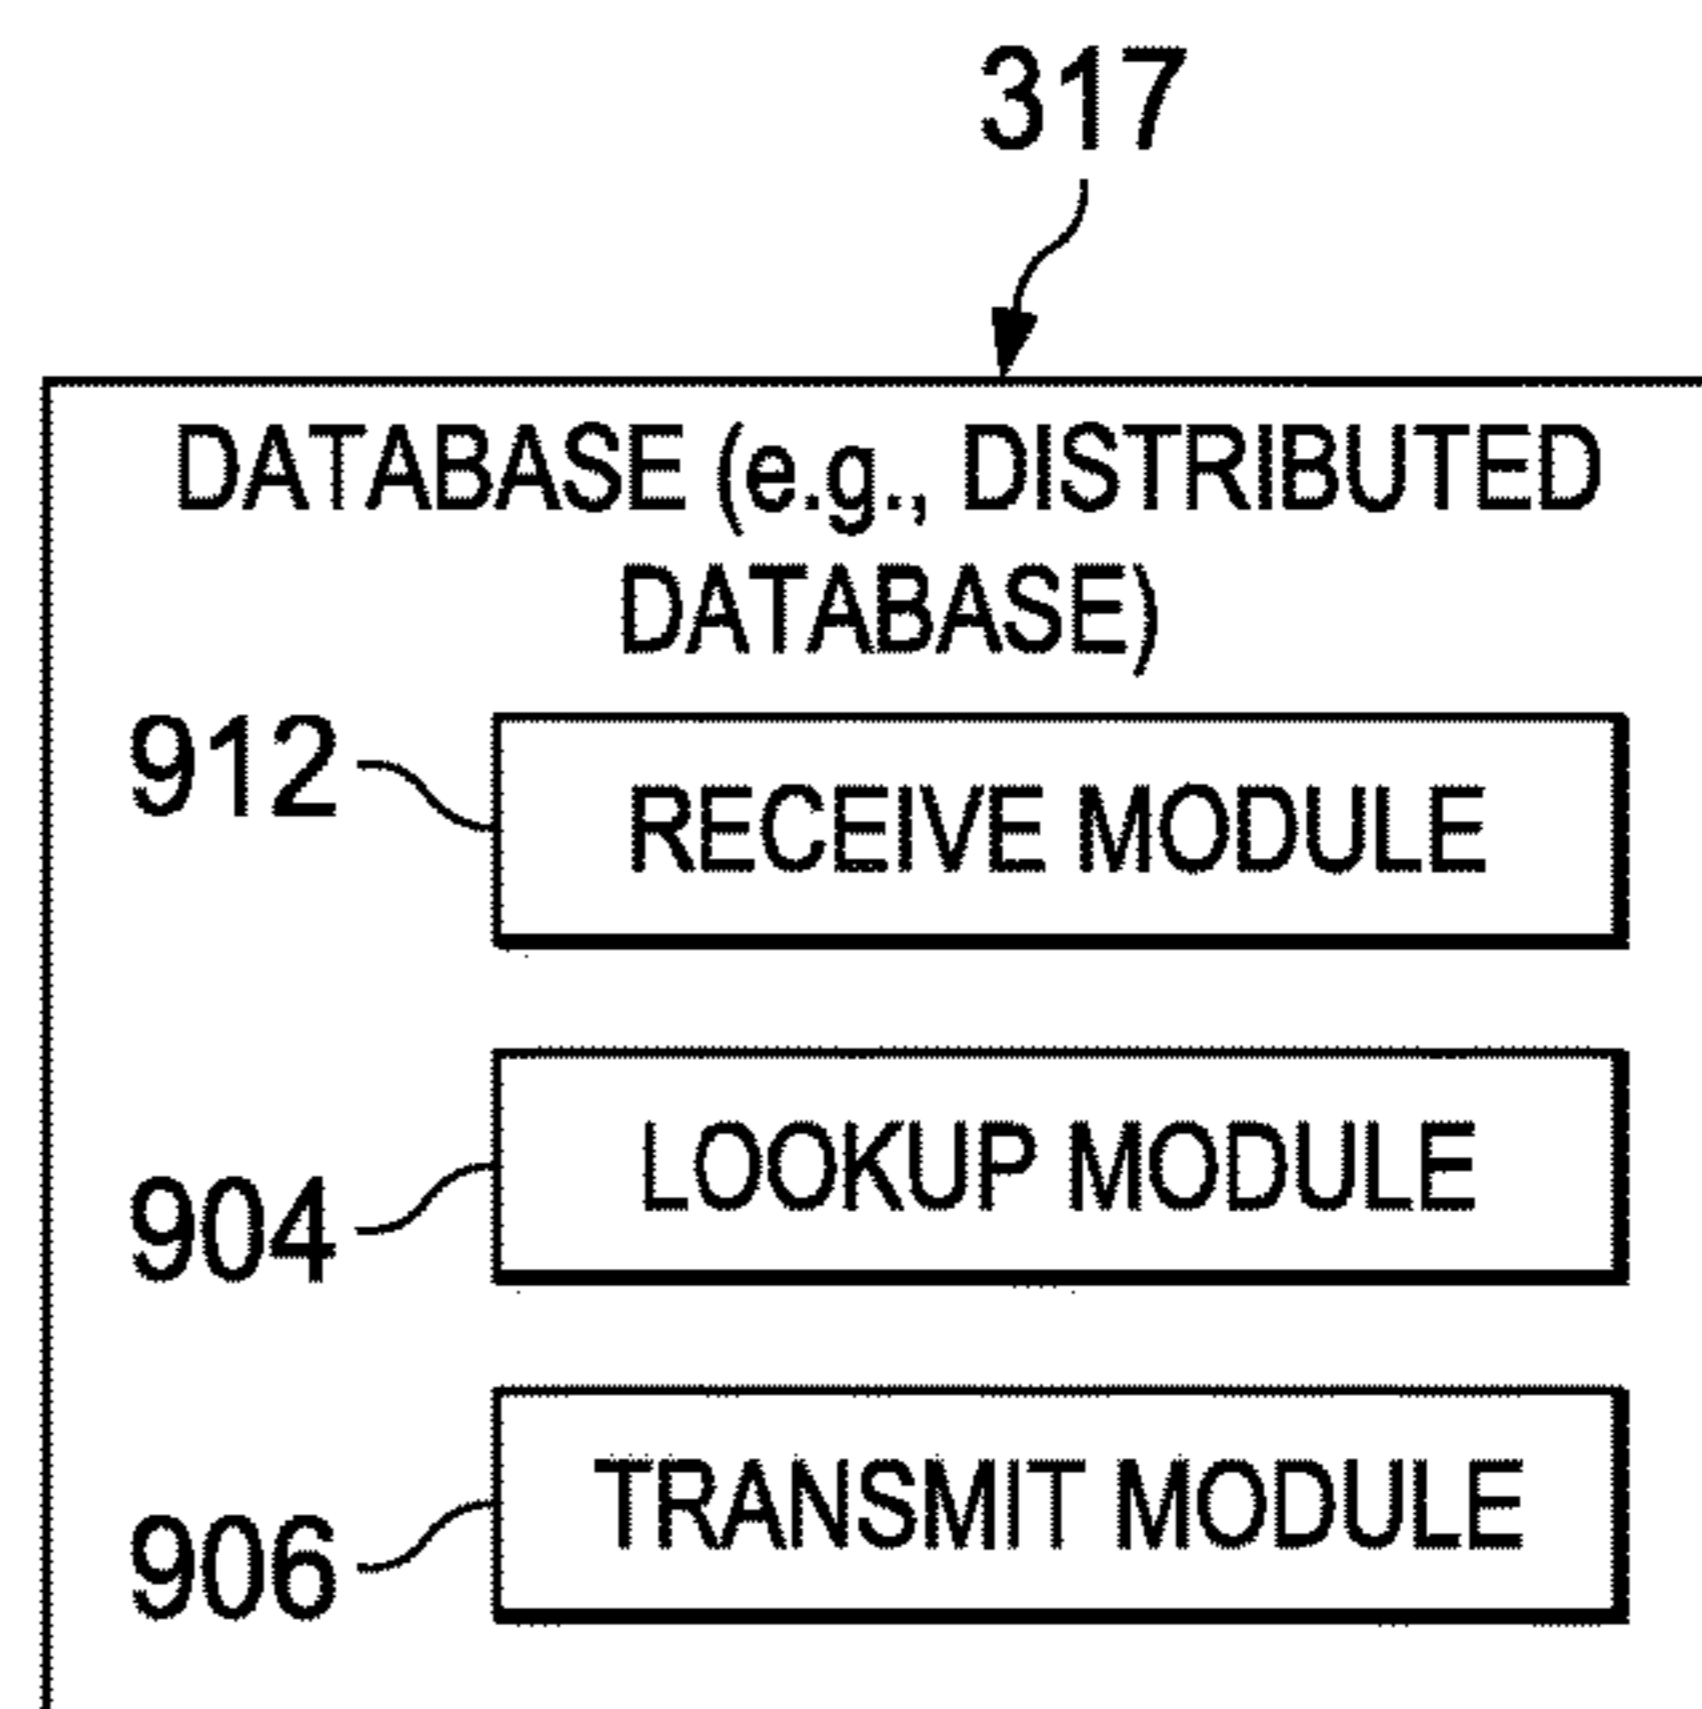 317
DATABASE (e.g., DISTRIBUTED
DATABASE)
912
RECEIVE MODULE
LOOKUP MODULE
904
TRANSMIT MODULE
906